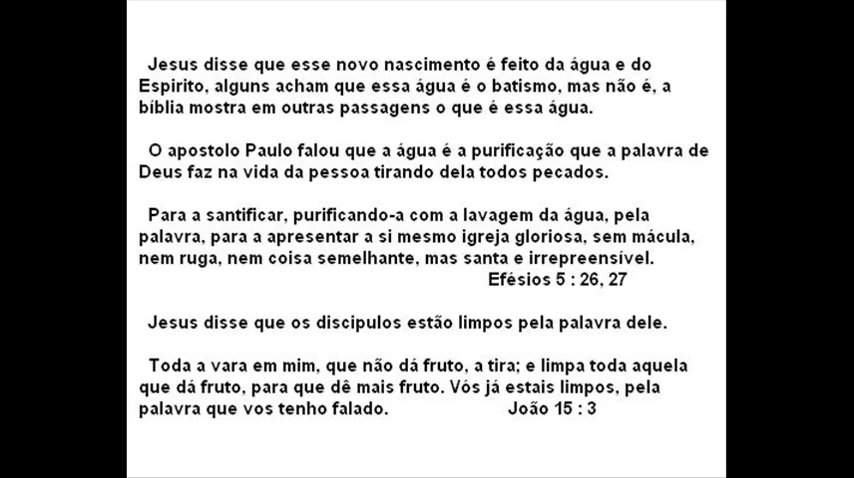 Jesus disse que esse novo nascimento é feito da água e do
Espirito, alguns acham que essa água é o batismo, mas não é, a
bíblia mostra em outras passagens o que é essa água.
O apostolo Paulo falou que a água é a purificação que a palavra de
Deus faz na vida da pessoa tirando dela todos pecados.
Para a santificar, purificando-a com a lavagem da água, pela
palavra, para a apresentar a si mesmo igreja gloriosa, sem mácula,
nem ruga, nem coisa semelhante, mas santa e irrepreensível.
Efésios 5 : 26, 27
Jesus disse que os discipulos estão limpos pela palavra dele.
Toda a vara em mim, que não dá fruto, a tira; e limpa toda aquela
que dá fruto, para que dê mais fruto. Vós já estais limpos, pela
palavra que vos tenho falado. João 15 : 3